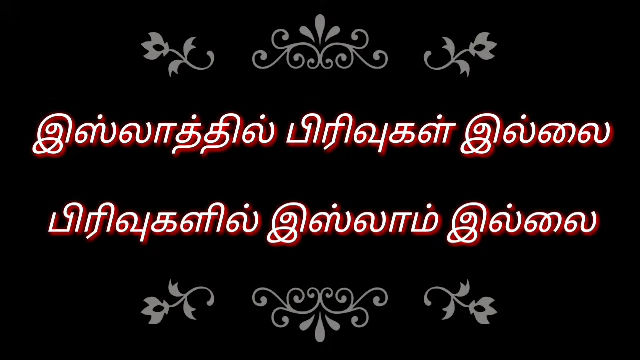 இஸ்லாத்தில் பிரிவுகள் இல்லை
பிரிவுகளில் இஸ்லாம் இல்லை